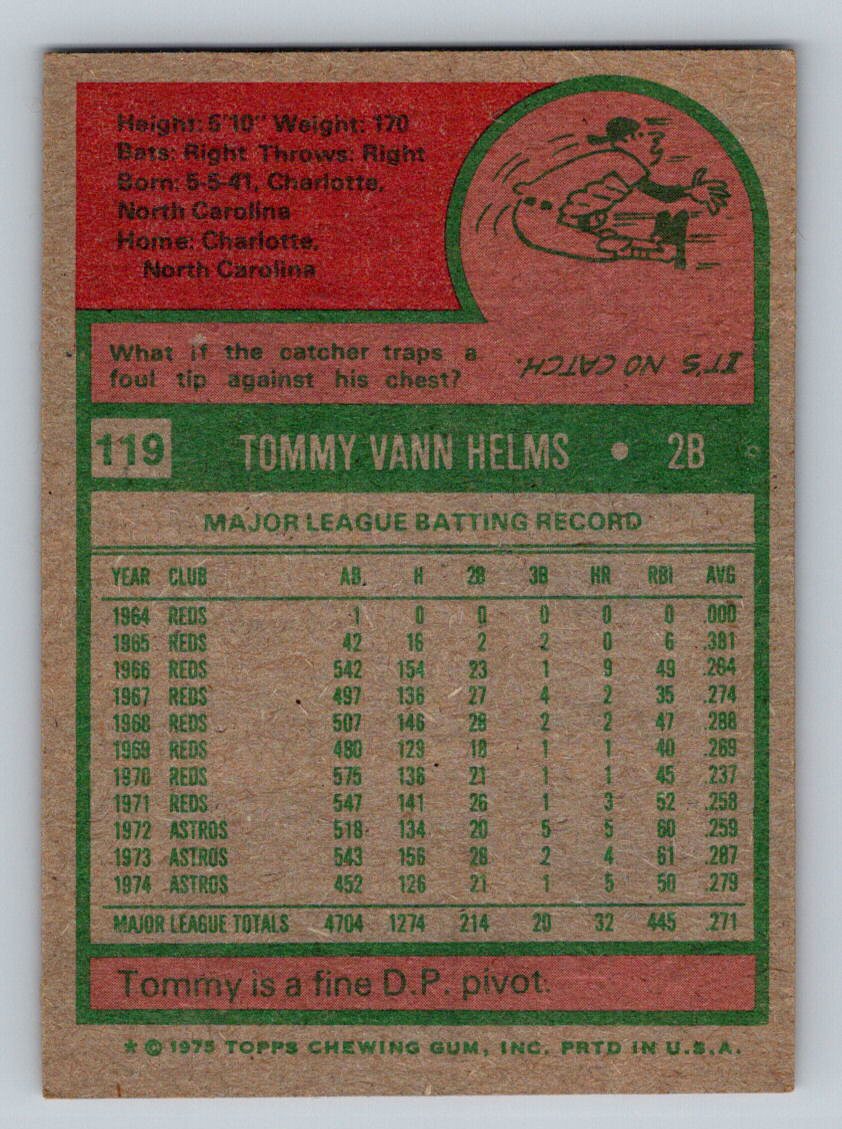 Height: 5'10" Weight: 170
Bats: Right Throws: Right
Born: 5-5-41, Charlotte,
North Carolina
Home: Charlotte,
North Carolina
What if the catcher traps a
foul tip against his chest?
IT'S NO CATCH.
119 TOMMY VANN HELMS • 2B
MAJOR LEAGUE BATTING RECORD
YEAR CLUB AB. H 2B 3B HR RBI AVG
1964 REDS 1 0 0 0 0 0 .000
1965 REDS 42 16 2 2 0 6 .381
1966 REDS 542 154 23 1 9 49 .284
1967 REDS 497 136 27 4 2 35 .274
1968 REDS 507 146 28 2 2 47 .288
1969 REDS 480 129 18 1 1 40 .269
1970 REDS 575 136 21 1 1 45 .237
1971 REDS 547 141 26 1 3 52 .258
1972 ASTROS 518 134 20 5 5 60 .259
1973 ASTROS 543 156 28 2 4 61 .287
1974 ASTROS 452 126 21 1 5 50 .279
MAJOR LEAGUE TOTALS 4704 1274 214 20 32 445 .271
Tommy is a fine D.P. pivot.
* © 1975 TOPPS CHEWING GUM, INC. PRTD IN U.S.A.